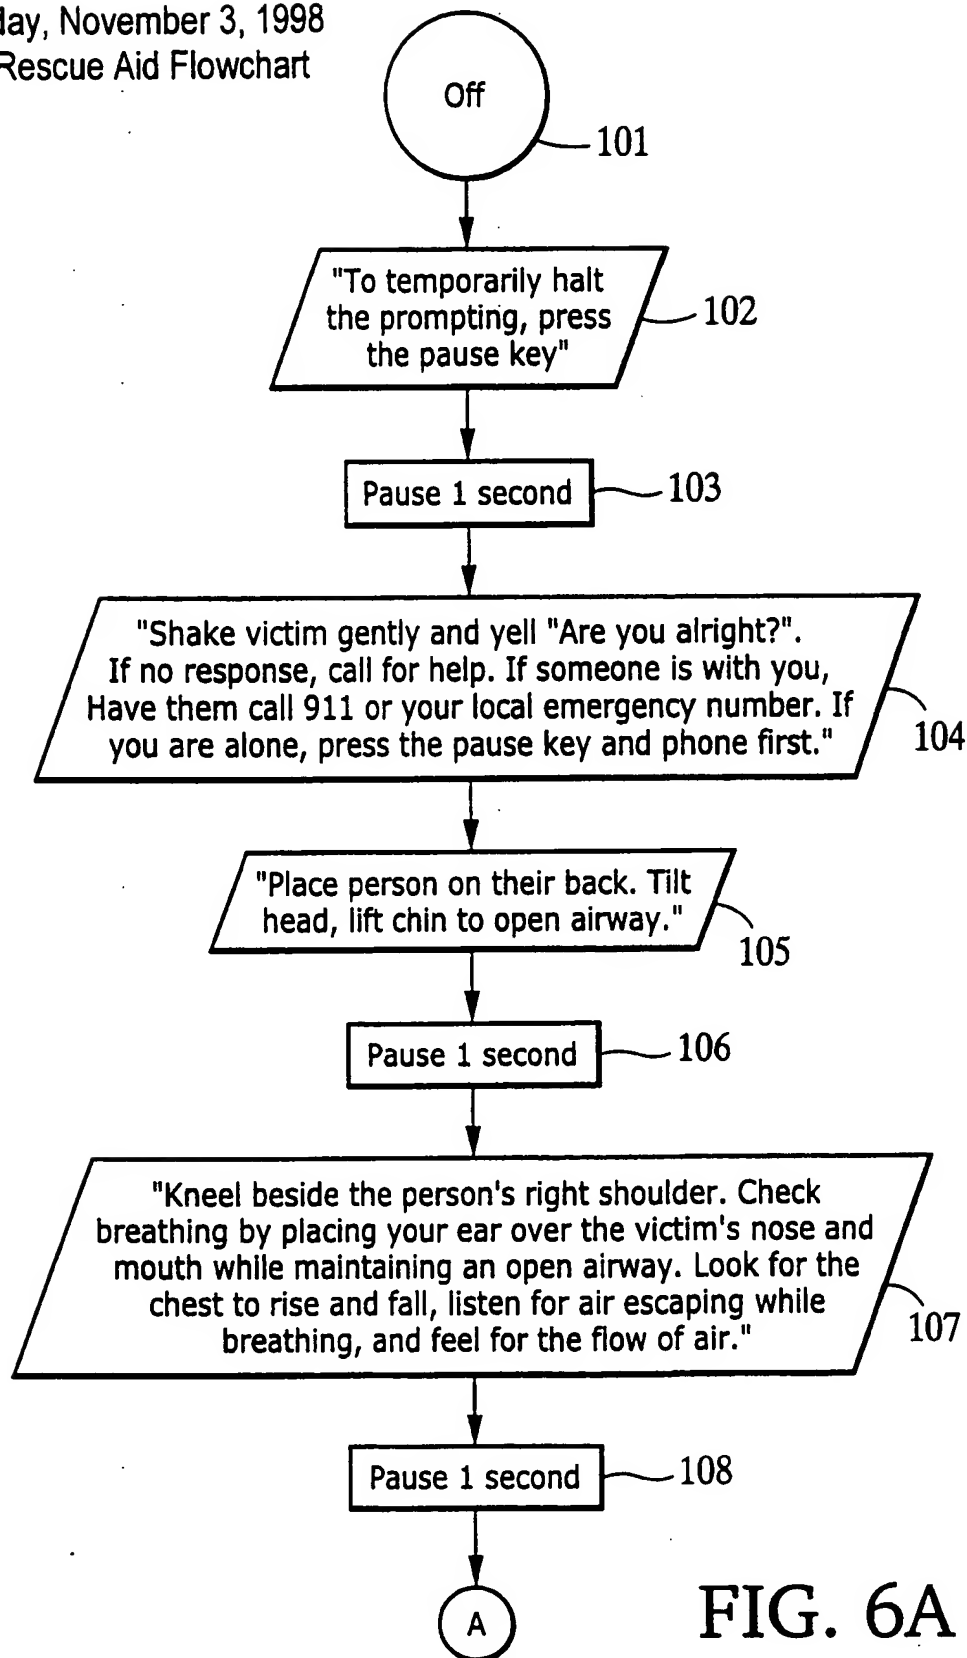 day, November 3, 1998
Rescue Aid Flowchart
Off
101
"To temporarily halt
the prompting, press
the pause key"
102
Pause 1 second
103
"Shake victim gently and yell "Are you alright?".
If no response, call for help. If someone is with you,
Have them call 911 or your local emergency number. If
you are alone, press the pause key and phone first."
104
"Place person on their back. Tilt
head, lift chin to open airway."
105
Pause 1 second
106
"Kneel beside the person's right shoulder. Check
breathing by placing your ear over the victim's nose and
mouth while maintaining an open airway. Look for the
chest to rise and fall, listen for air escaping while
breathing, and feel for the flow of air."
107
Pause 1 second
108
A
FIG. 6A